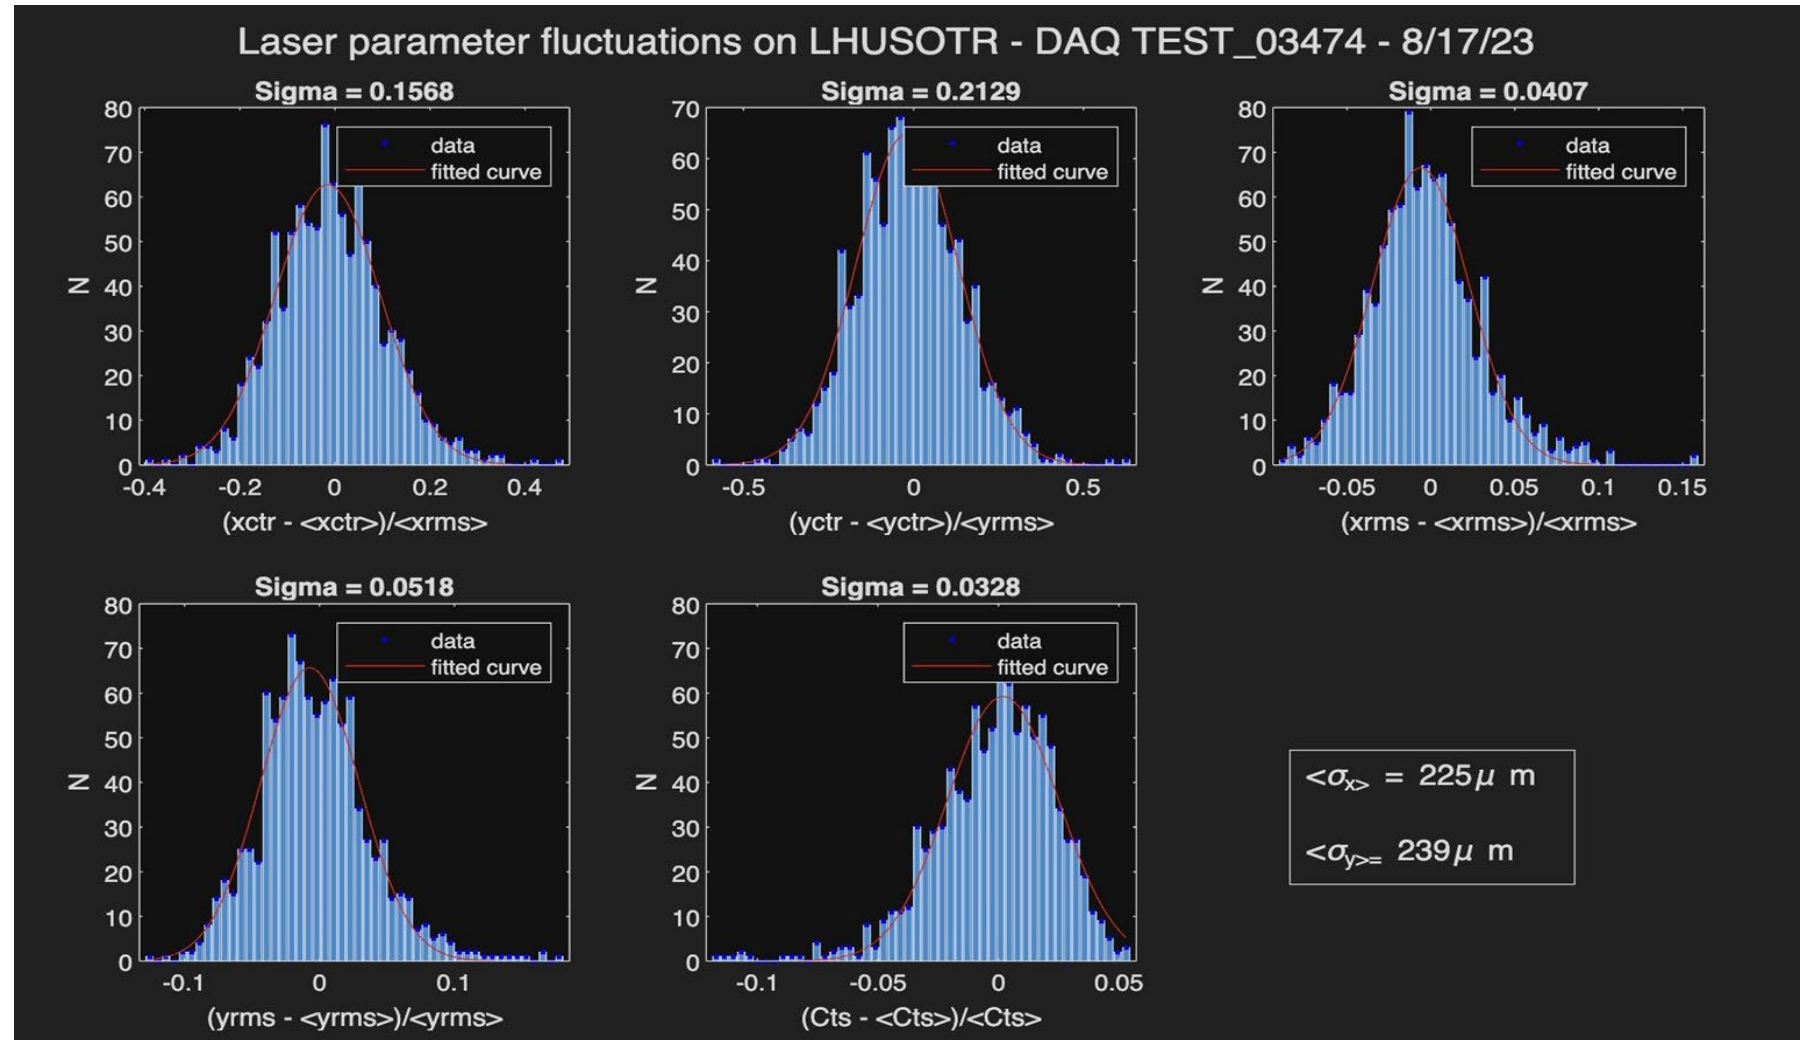 Laser parameter fluctuations on LHUSOTR - DAQ TEST_03474 - 8/17/23
Sigma = 0.1568
80
70
60
50
40
30
20
10
0
N
data
fitted curve
-0.4 -0.2 0 0.2 0.4
(xctr - <xctr>)/<xrms>
Sigma = 0.2129
70
60
50
40
30
20
10
0
N
data
fitted curve
-0.5 0 0.5
(yctr - <yctr>)/<yrms>
Sigma = 0.0407
80
70
60
50
40
30
20
10
0
N
data
fitted curve
-0.05 0 0.05 0.1 0.15
(xrms - <xrms>)/<xrms>
Sigma = 0.0518
80
70
60
50
40
30
20
10
0
N
data
fitted curve
-0.1 0 0.1
(yrms - <yrms>)/<yrms>
Sigma = 0.0328
80
70
60
50
40
30
20
10
0
N
data
fitted curve
-0.1 -0.05 0 0.05
(Cts - <Cts>)/<Cts>
<σx> = 225μ m
<σy>= 239μ m